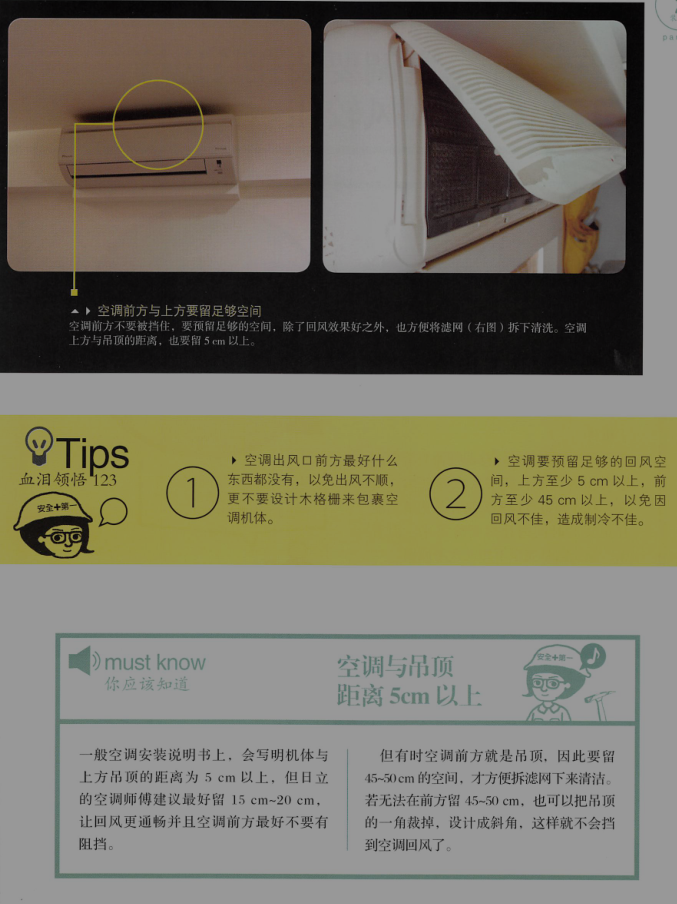 pa
空调前方与上方要留足够空间
空调前方不要被挡住，要预留足够的空间，除了回风效果好之外，也方便将滤网（右图）拆下清洗。空调
上方与吊顶的距离，也要留 5 cm 以上。
Tips
血泪领悟 123
安全+第一
1
空调出风口前方最好什么
东西都没有，以免出风不顺，
更不要设计木格栅来包裹空
调机体。
2
空调要预留足够的回风空
间，上方至少 5 cm 以上，前
方至少 45 cm 以上，以免因
回风不佳，造成制冷不佳。
must know
你应该知道
空调与吊顶
距离 5cm 以上
安全+第一
一般空调安装说明书上，会写明机体与
上方吊顶的距离为 5 cm 以上，但日立
的空调师傅建议最好留 15 cm~20 cm，
让回风更通畅并且空调前方最好不要有
阻挡。
但有时空调前方就是吊顶，因此要留
45~50 cm 的空间，才方便拆滤网下来清洁。
若无法在前方留 45~50 cm，也可以把吊顶
的一角裁掉，设计成斜角，这样就不会挡
到空调回风了。